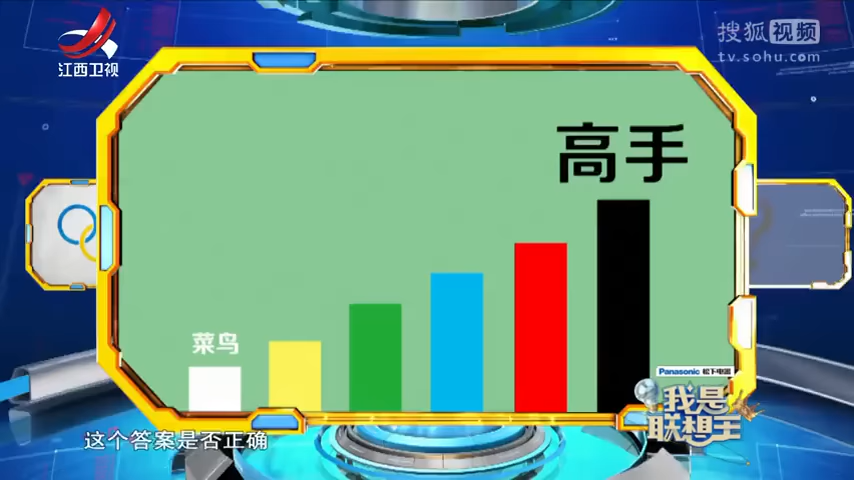 搜狐视频
tv.sohu.com
江西卫视
高手
菜鸟
Panasonic 松下电器
我是
联想王
这个答案是否正确